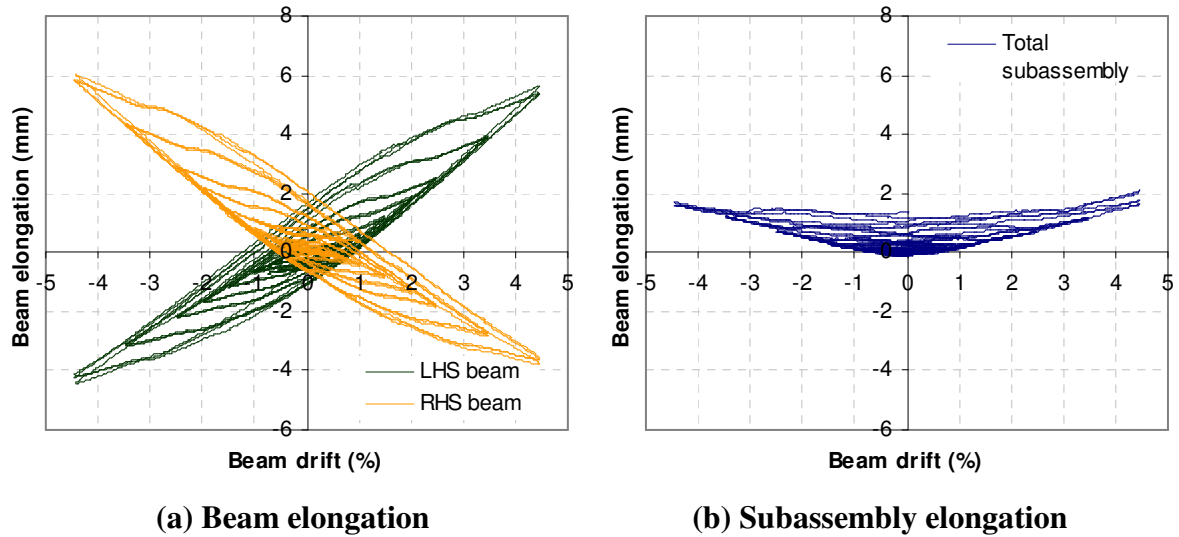 8
6
4
2
0
-2
-4
-6
-5 -4 -3 -2 -1 0 1 2 3 4 5
Beam elongation (mm)
Beam drift (%)
LHS beam
RHS beam
(a) Beam elongation
8
6
4
2
0
-2
-4
-6
-5 -4 -3 -2 -1 0 1 2 3 4 5
Beam elongation (mm)
Beam drift (%)
Total
subassembly
(b) Subassembly elongation